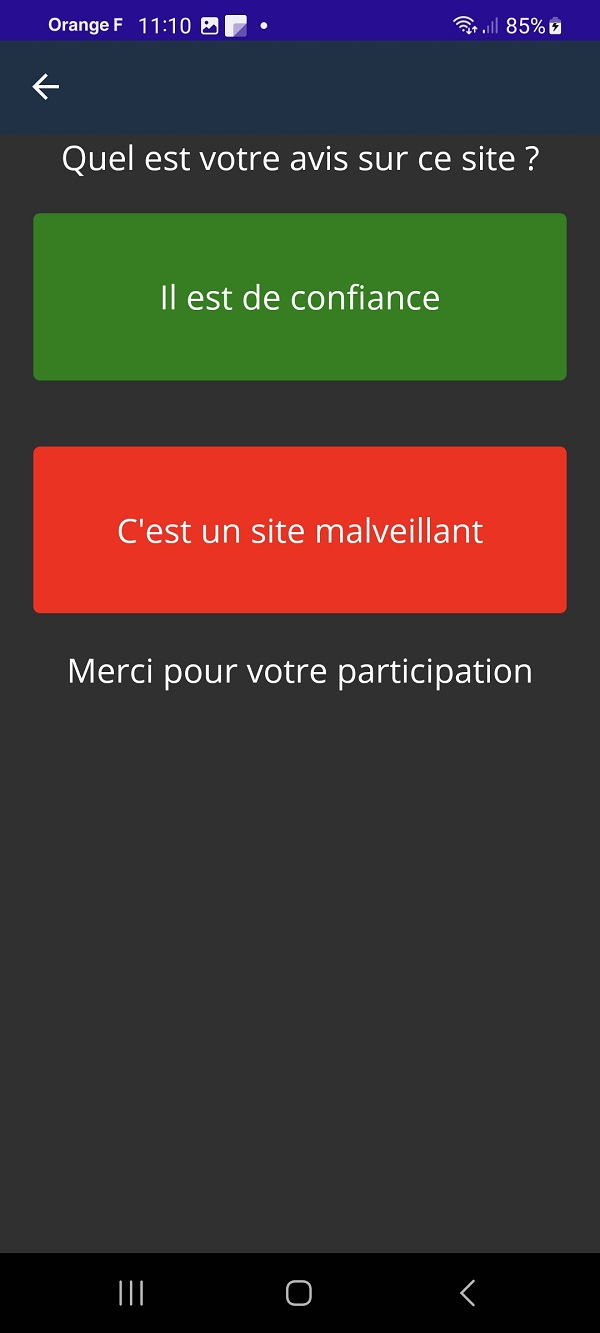 Orange F 11:10 85%
Quel est votre avis sur ce site ?
Il est de confiance
C'est un site malveillant
Merci pour votre participation